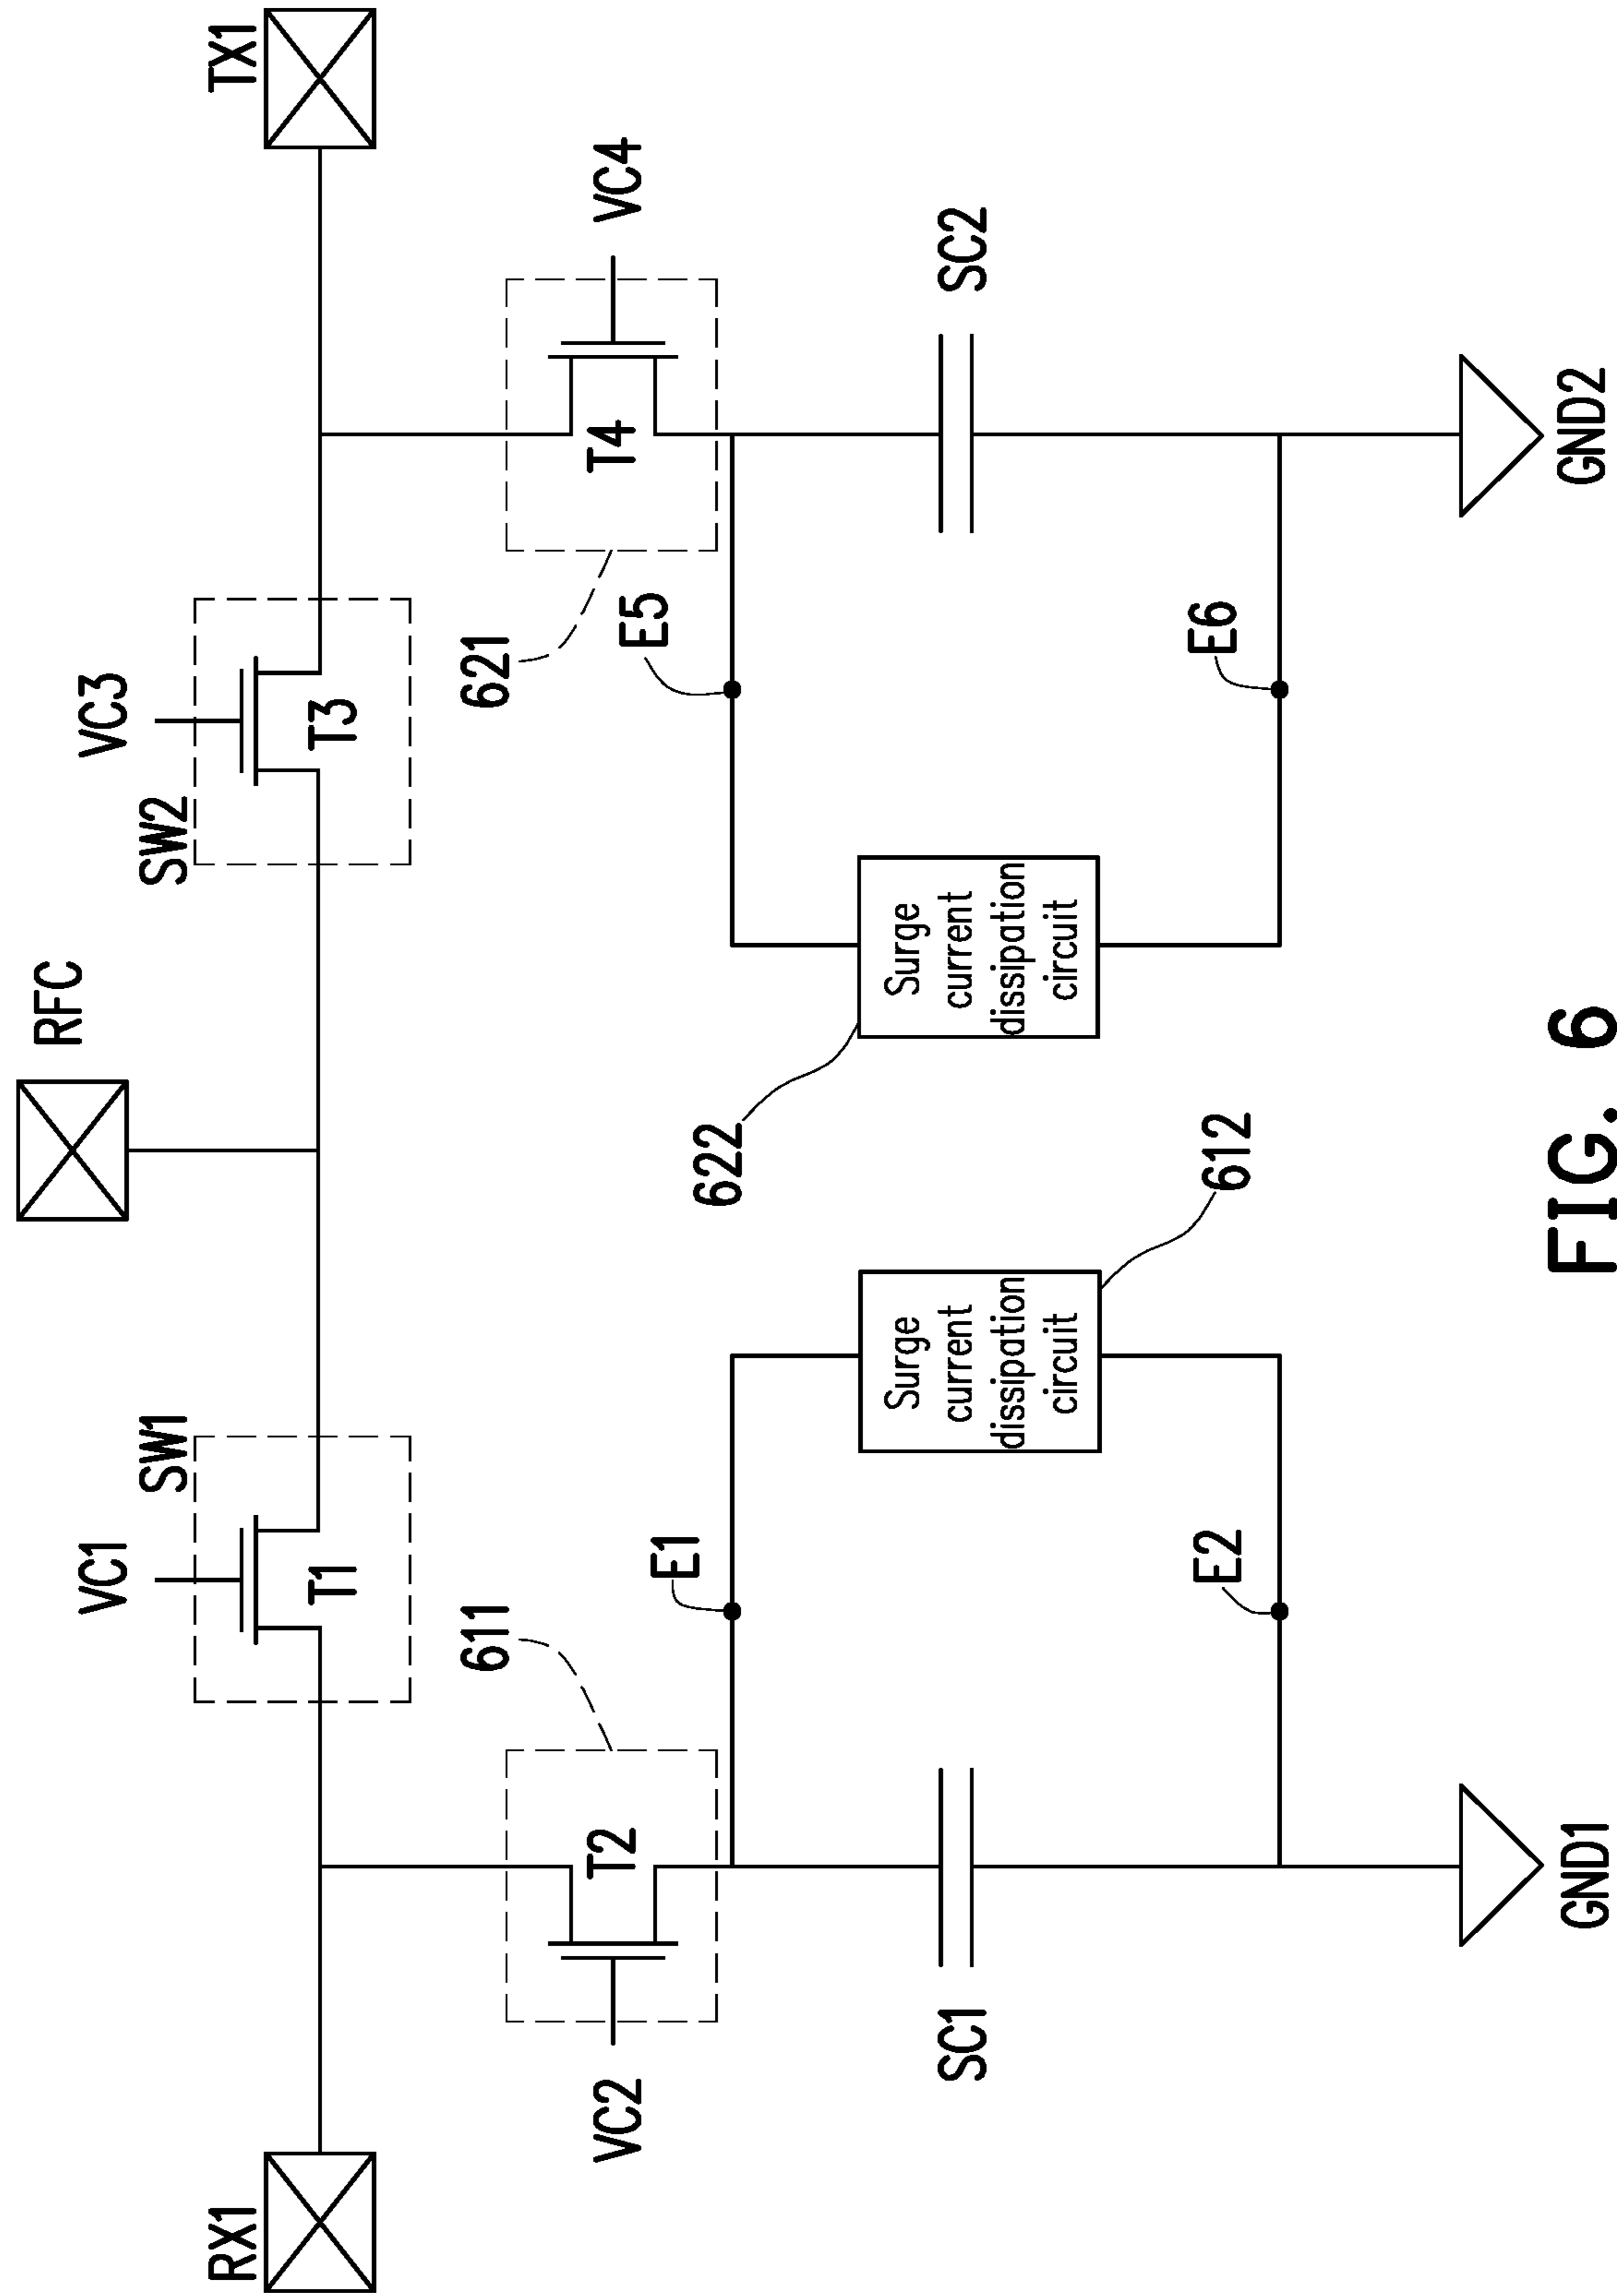 RFC
VC1
VC3
SW1
SW2
RX1
TX1
T1
T3
611
621
VC2
T2
T4
VC4
E1
E5
622
SC1
Surge
current
dissipation
circuit
Surge
current
dissipation
circuit
SC2
E2
612
E6
GND1
GND2
FIG. 6